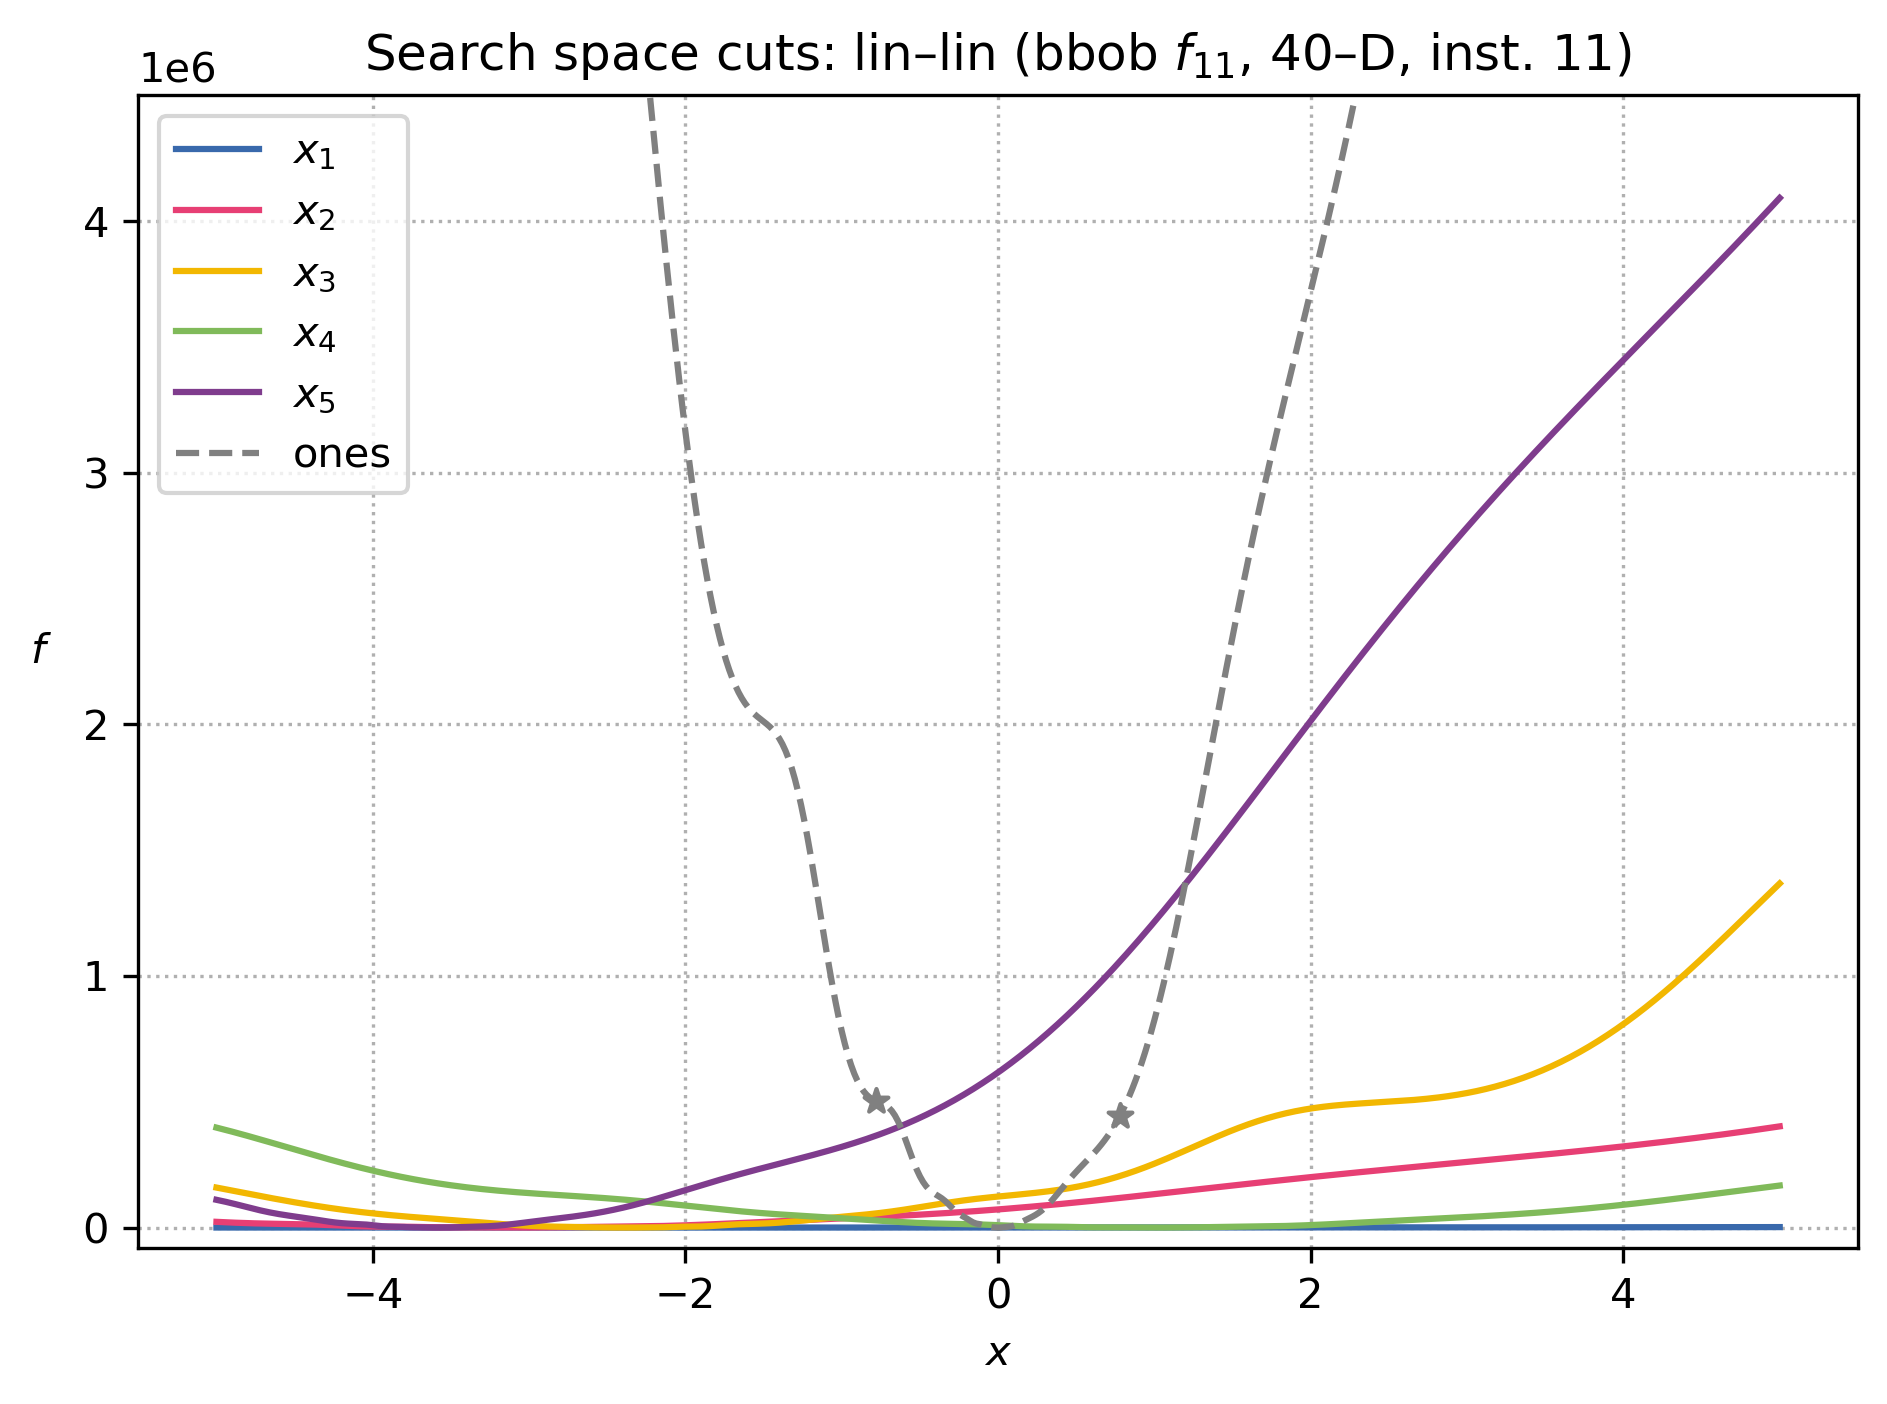 Search space cuts: lin–lin (bbob f₁₁, 40–D, inst. 11)
1e6
x₁
x₂
x₃
x₄
x₅
ones
4
3
2
1
0
f
−4 −2 0 2 4
x